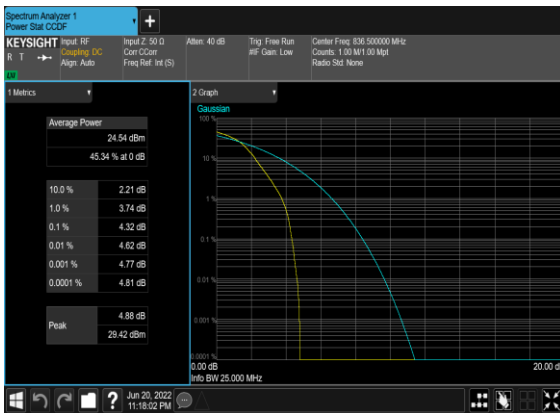 Spectrum Analyzer 1
Power Stat CCDF
KEYSIGHT
R T
LV
Input: RF
Coupling: DC
Align: Auto
Input Z: 50 Ω
Corr CCorr
Freq Ref: Int (S)
Atten: 40 dB
Trig: Free Run
#IF Gain: Low
Center Freq: 836.500000 MHz
Counts: 1.00 M/1.00 Mpt
Radio Std: None
1 Metrics
Average Power
24.54 dBm
45.34 % at 0 dB
10.0 % 2.21 dB
1.0 % 3.74 dB
0.1 % 4.32 dB
0.01 % 4.62 dB
0.001 % 4.77 dB
0.0001 % 4.81 dB
Peak
4.88 dB
29.42 dBm
2 Graph
Gaussian
100 %
10 %
1 %
0.1 %
0.01 %
0.001 %
0.0001 %
0.00 dB
20.00 d
Info BW 25.000 MHz
Jun 20, 2022
11:18:02 PM